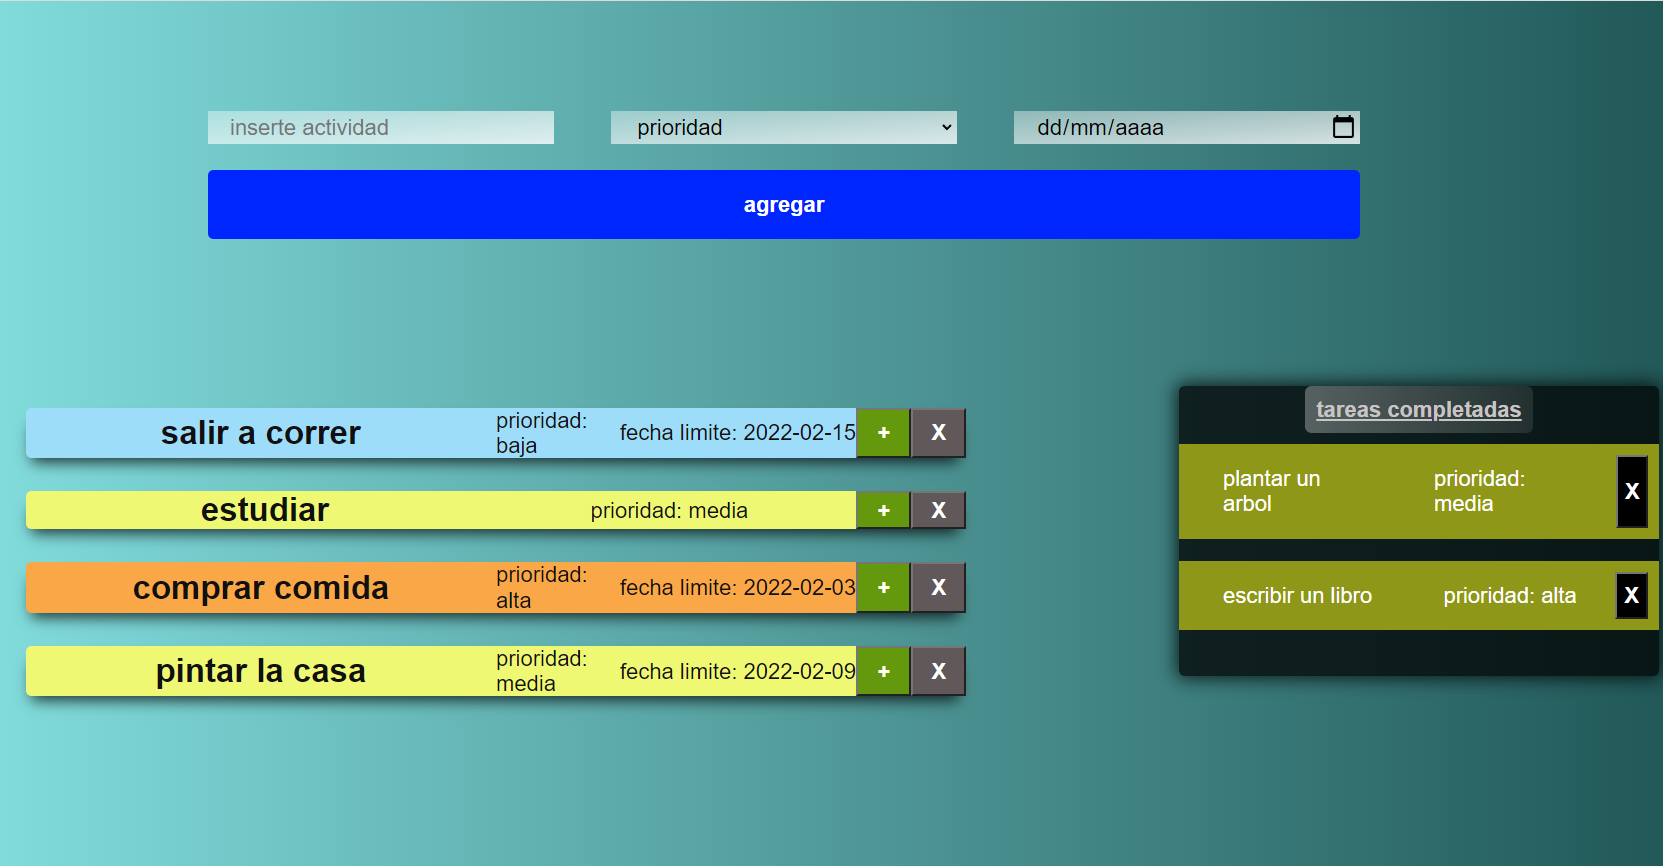 inserte actividad
prioridad
dd/mm/aaaa
agregar
salir a correr
prioridad:
baja
fecha limite: 2022-02-15
+
X
estudiar
prioridad: media
+
X
comprar comida
prioridad:
alta
fecha limite: 2022-02-03
+
X
pintar la casa
prioridad:
media
fecha limite: 2022-02-09
+
X
tareas completadas
plantar un
arbol
prioridad:
media
X
escribir un libro
prioridad: alta
X